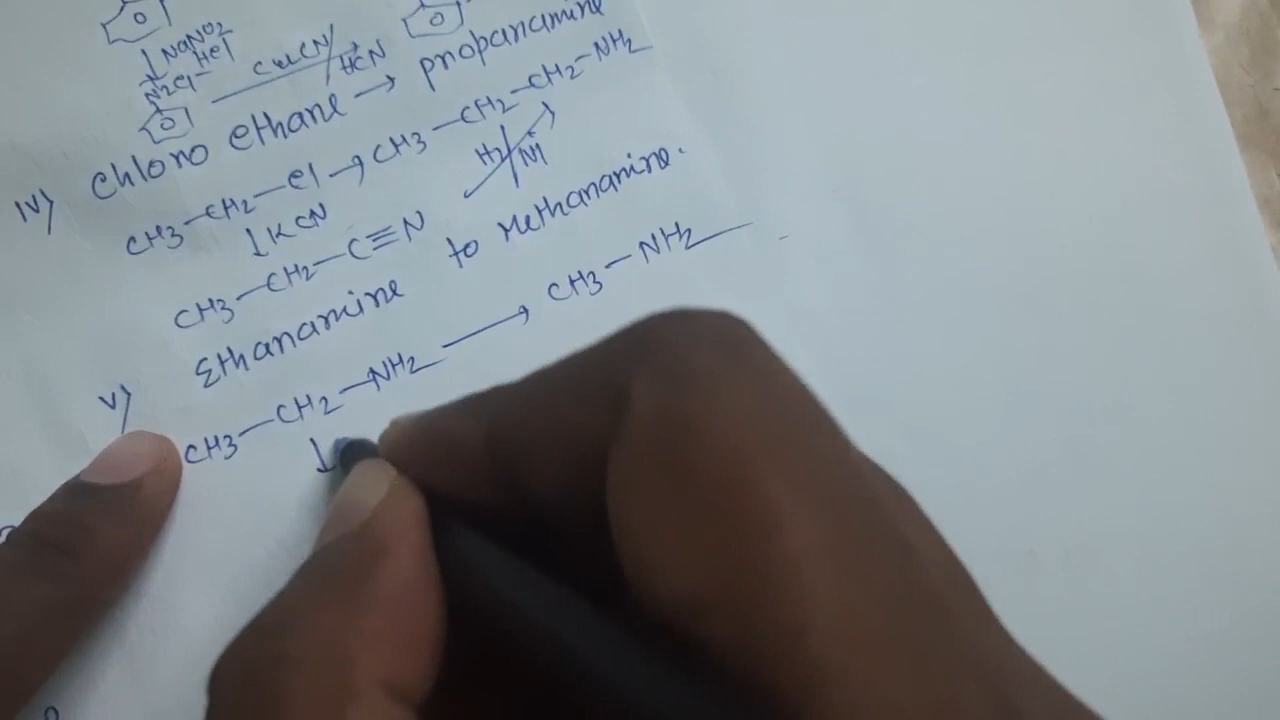 ↓ NaNO2
HCl
N2Cl- CuCN/HCN
IV) chloro ethane → propanamine
CH3-CH2-Cl → CH3-CH2-CH2-NH2
↓ KCN H2/Ni
CH3-CH2-C≡N
V) Ethanamine to Methanamine.
CH3-CH2-NH2 → CH3-NH2
↓